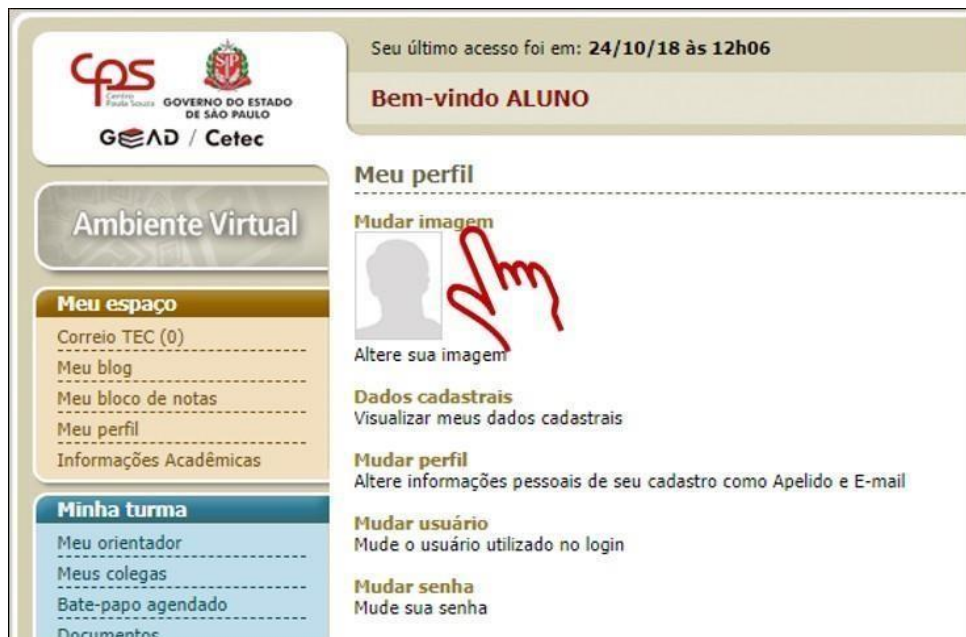 CPS
Centro
Paula Souza
SP
GOVERNO DO ESTADO
DE SÃO PAULO
GEAD / Cetec
Seu último acesso foi em: 24/10/18 às 12h06
Bem-vindo ALUNO
Ambiente Virtual
Meu espaço
Correio TEC (0)
Meu blog
Meu bloco de notas
Meu perfil
Informações Acadêmicas
Minha turma
Meu orientador
Meus colegas
Bate-papo agendado
Documentos
Meu perfil
Mudar imagem
Altere sua imagem
Dados cadastrais
Visualizar meus dados cadastrais
Mudar perfil
Altere informações pessoais de seu cadastro como Apelido e E-mail
Mudar usuário
Mude o usuário utilizado no login
Mudar senha
Mude sua senha